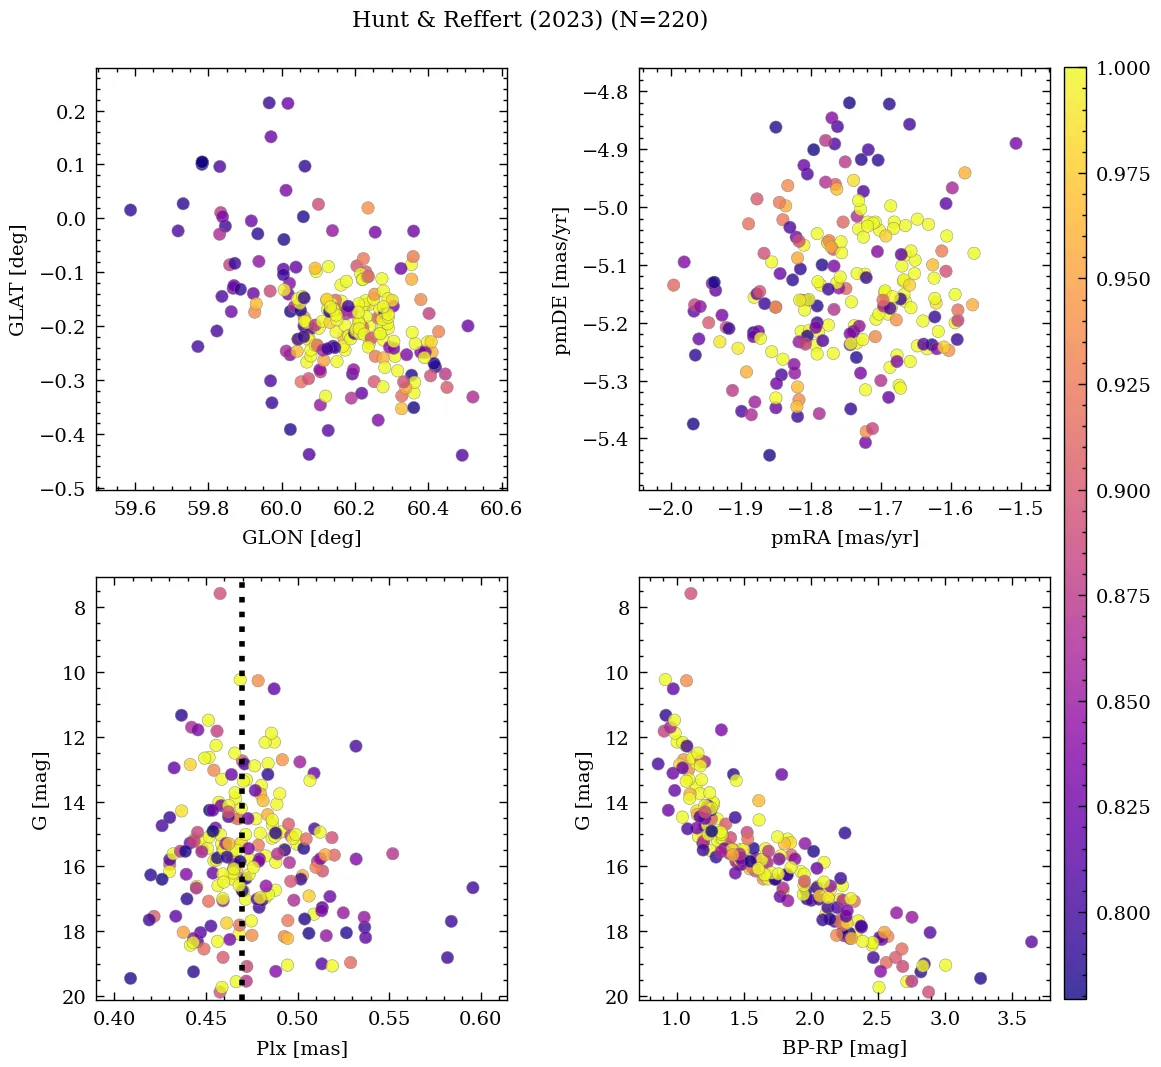 Hunt & Reffert (2023) (N=220)
0.2
0.1
0.0
−0.1
−0.2
−0.3
−0.4
−0.5
GLAT [deg]
59.6 59.8 60.0 60.2 60.4 60.6
GLON [deg]
−4.8
−4.9
−5.0
−5.1
−5.2
−5.3
−5.4
pmDE [mas/yr]
−2.0 −1.9 −1.8 −1.7 −1.6 −1.5
pmRA [mas/yr]
1.000
0.975
0.950
0.925
0.900
0.875
0.850
0.825
0.800
8
10
12
14
16
18
20
G [mag]
0.40 0.45 0.50 0.55 0.60
Plx [mas]
8
10
12
14
16
18
20
G [mag]
1.0 1.5 2.0 2.5 3.0 3.5
BP-RP [mag]